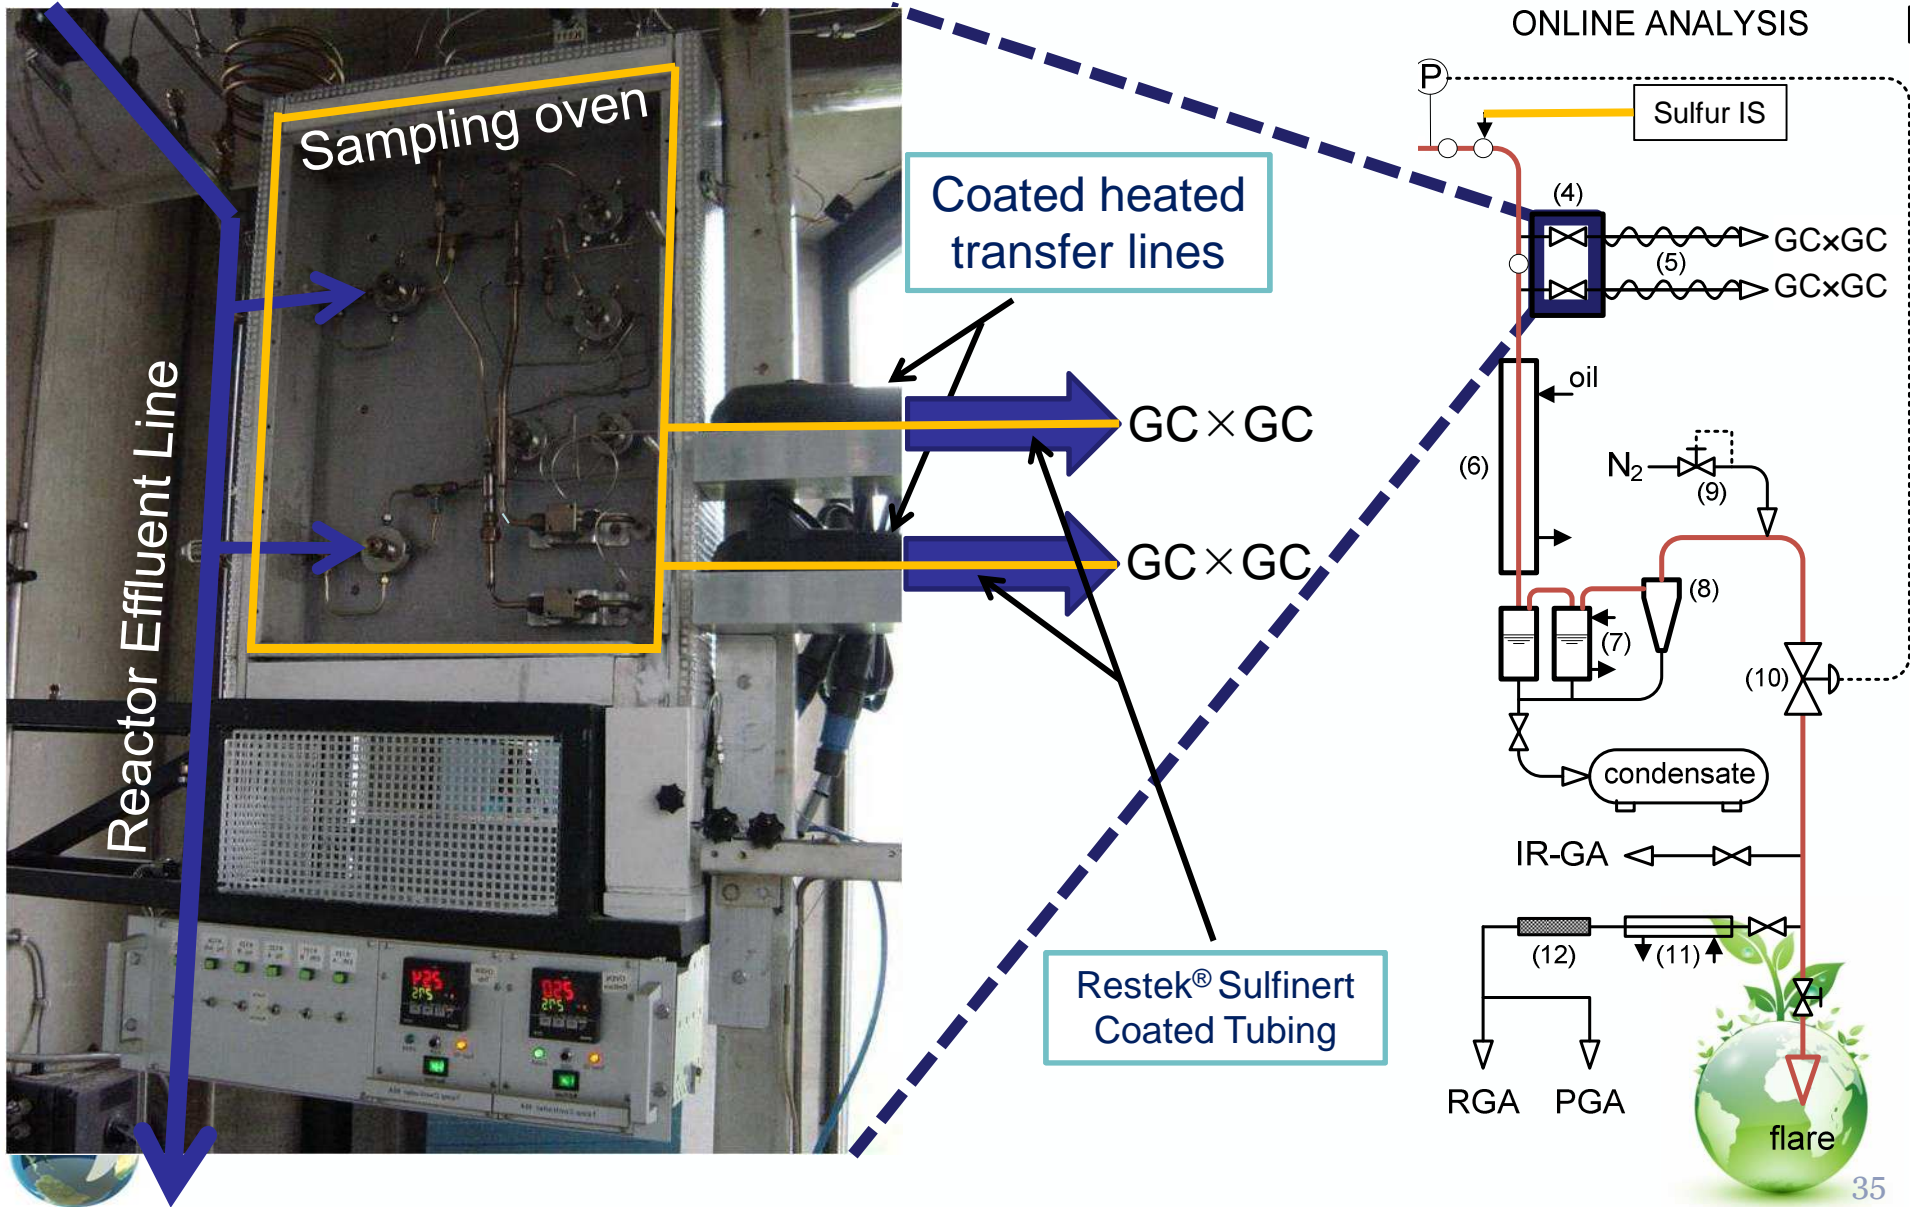 ONLINE ANALYSIS
P
Sulfur IS
Sampling oven
Coated heated
transfer lines
(4)
GC×GC
(5)
GC×GC
Reactor Effluent Line
oil
GC×GC
(6)
N2
(9)
GC×GC
(8)
(7)
(10)
condensate
IR-GA
Restek® Sulfinert
Coated Tubing
(12)
(11)
RGA
PGA
flare
35